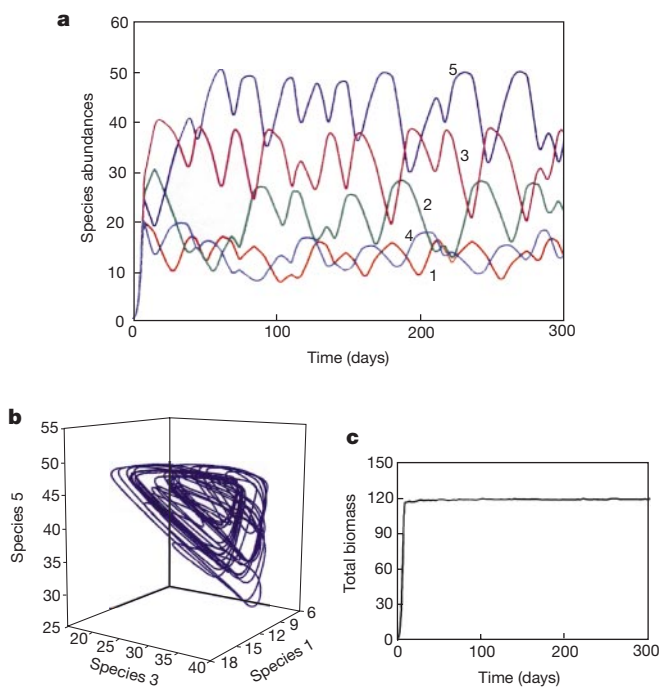 a
60
50
40
30
20
10
0
Species abundances
5
3
2
4
1
0 100 200 300
Time (days)
b
55
50
45
40
35
30
25
Species 5
20 25 30 35 40
Species 3
18 15 12 9 6
Species 1
c
150
120
90
60
30
0
Total biomass
0 100 200 300
Time (days)